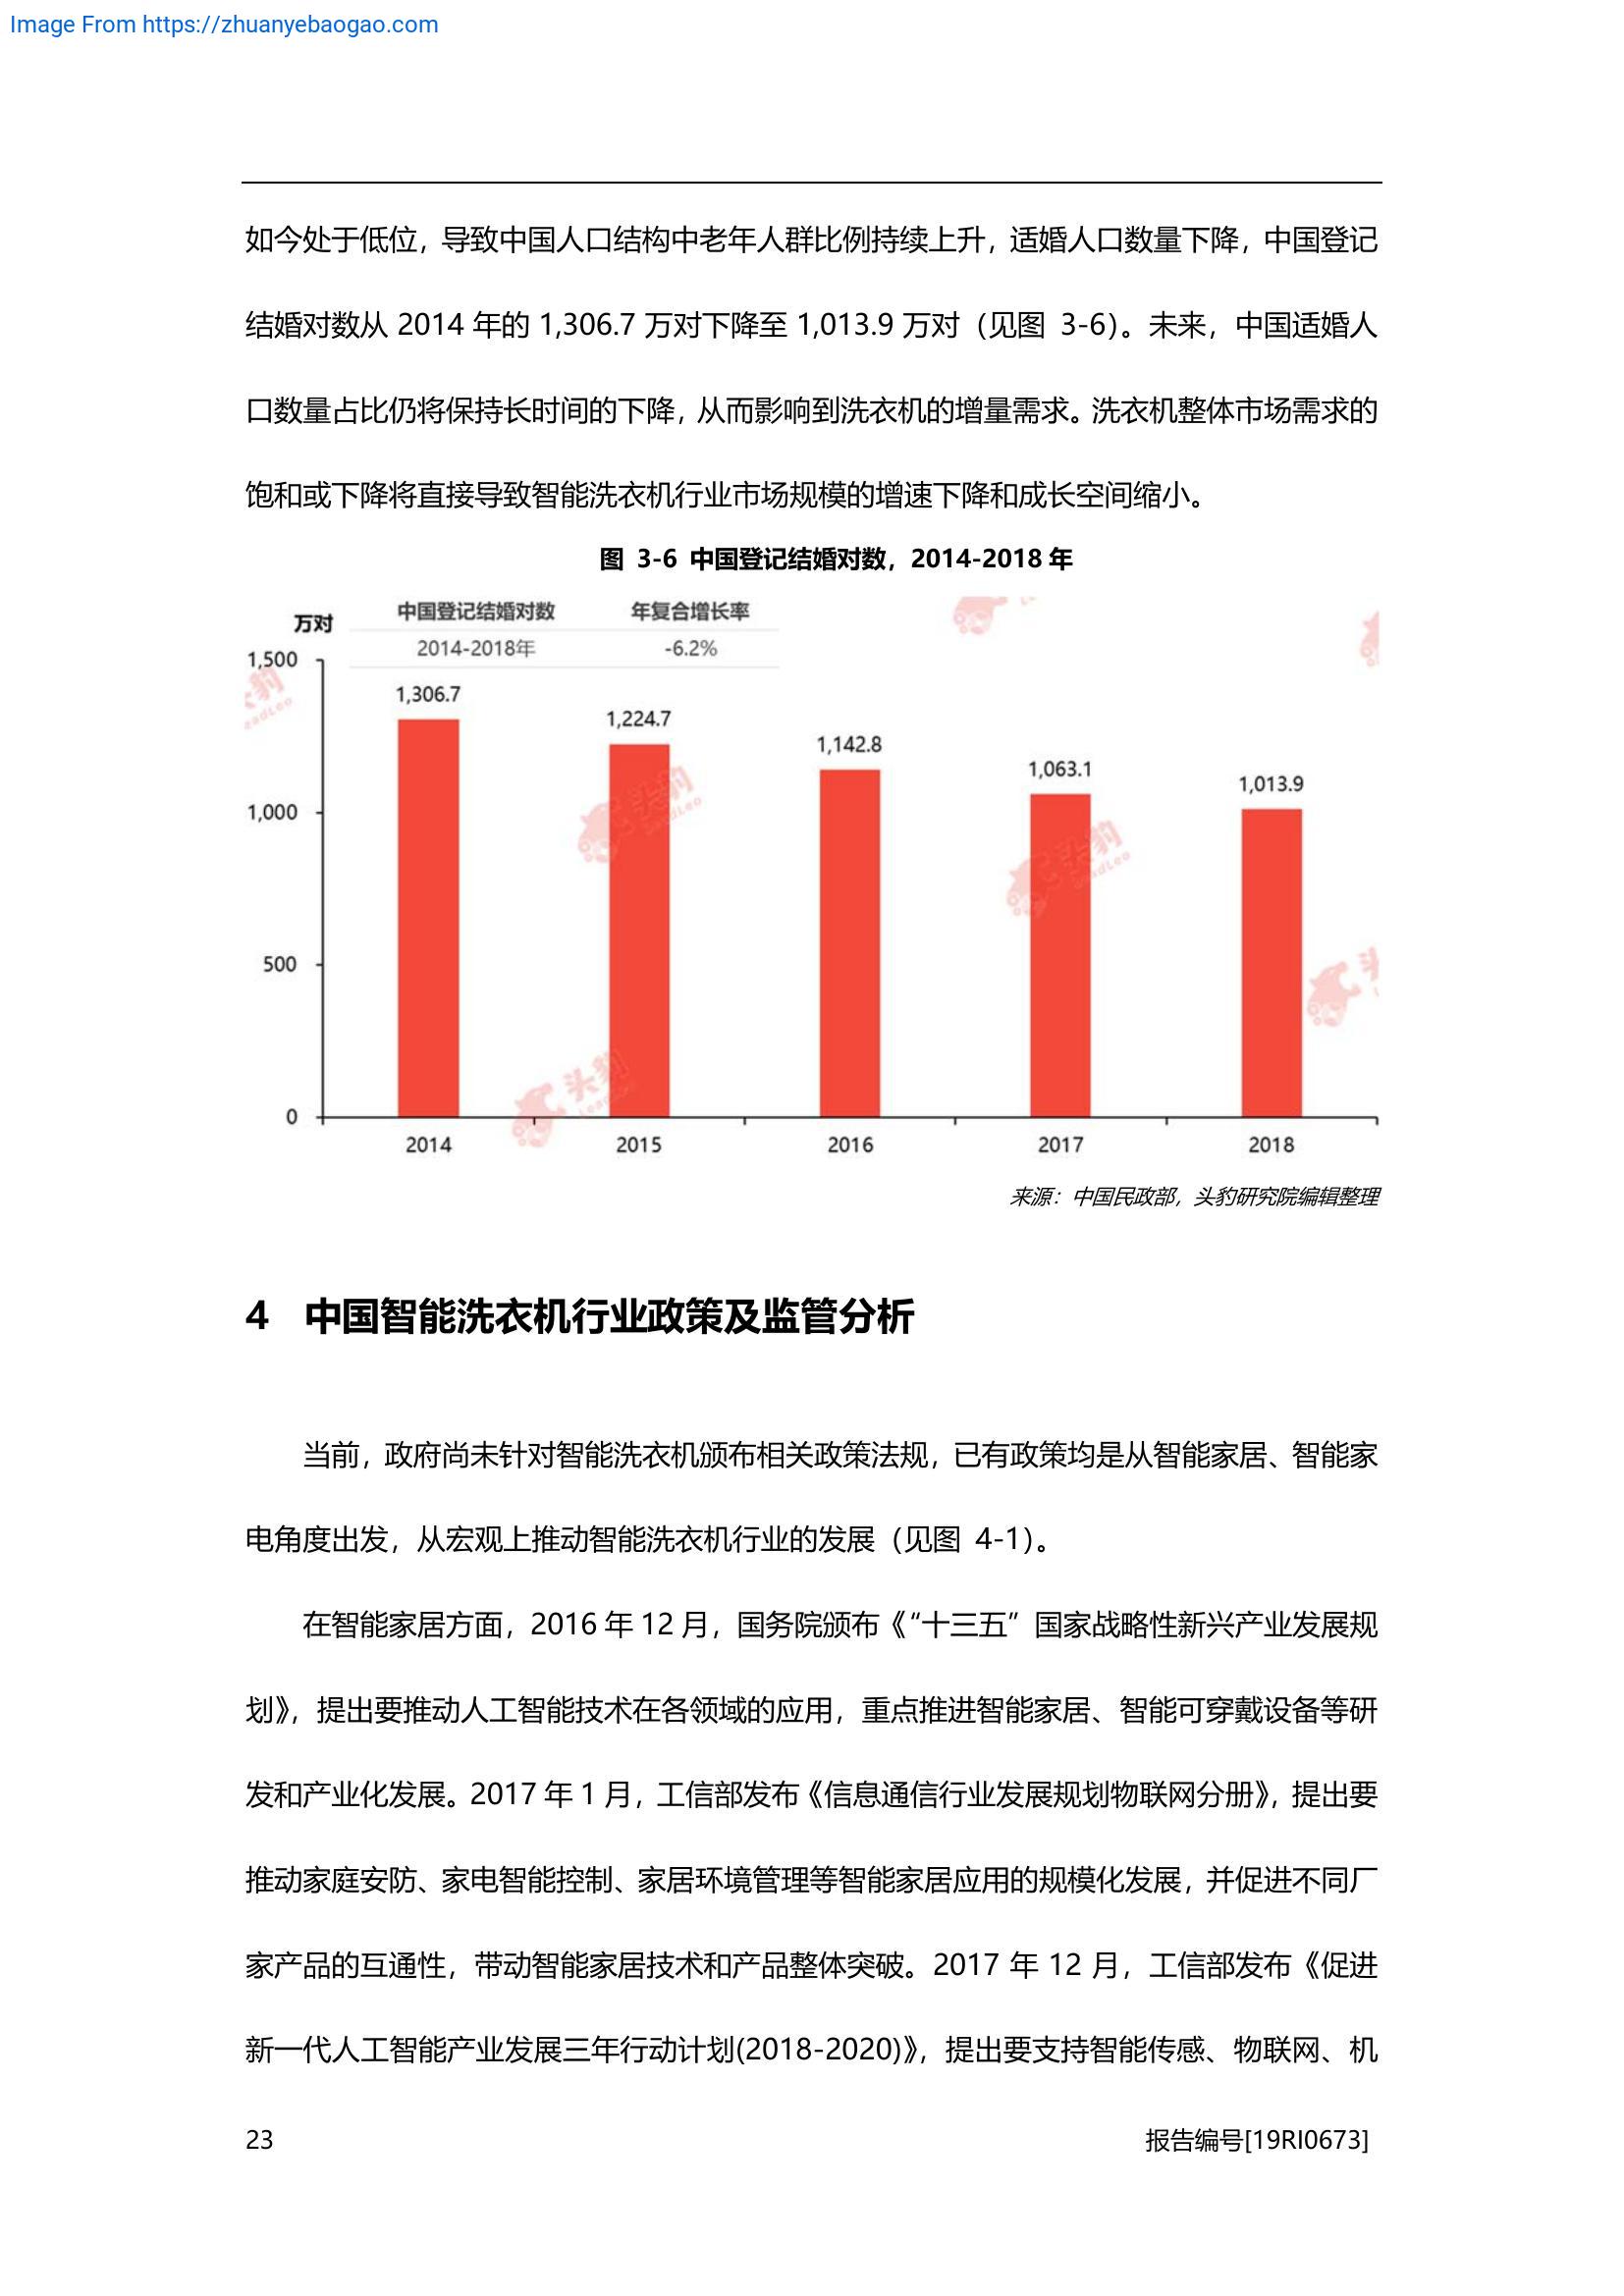 Image From https://zhuanyebaogao.com
如今处于低位，导致中国人口结构中老年人群比例持续上升，适婚人口数量下降，中国登记
结婚对数从 2014 年的 1,306.7 万对下降至 1,013.9 万对（见图 3-6）。未来，中国适婚人
口数量占比仍将保持长时间的下降，从而影响到洗衣机的增量需求。洗衣机整体市场需求的
饱和或下降将直接导致智能洗衣机行业市场规模的增速下降和成长空间缩小。
图 3-6 中国登记结婚对数，2014-2018 年
万对
中国登记结婚对数 年复合增长率
2014-2018年 -6.2%
1,500
1,000
500
0
1,306.7
1,224.7
1,142.8
1,063.1
1,013.9
2014 2015 2016 2017 2018
头豹
LeadLeo
头豹
LeadLeo
头豹
LeadLeo
来源：中国民政部，头豹研究院编辑整理
4 中国智能洗衣机行业政策及监管分析
当前，政府尚未针对智能洗衣机颁布相关政策法规，已有政策均是从智能家居、智能家
电角度出发，从宏观上推动智能洗衣机行业的发展（见图 4-1）。
在智能家居方面，2016 年 12 月，国务院颁布《“十三五”国家战略性新兴产业发展规
划》，提出要推动人工智能技术在各领域的应用，重点推进智能家居、智能可穿戴设备等研
发和产业化发展。2017 年 1 月，工信部发布《信息通信行业发展规划物联网分册》，提出要
推动家庭安防、家电智能控制、家居环境管理等智能家居应用的规模化发展，并促进不同厂
家产品的互通性，带动智能家居技术和产品整体突破。2017 年 12 月，工信部发布《促进
新一代人工智能产业发展三年行动计划(2018-2020)》，提出要支持智能传感、物联网、机
23
报告编号[19RI0673]